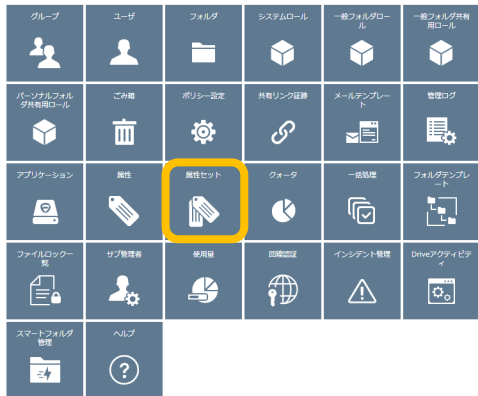 グループ
ユーザ
フォルダ
システムロール
一般フォルダロー
ル
一般フォルダ共有
用ロール
パーソナルフォル
ダ共有用ロール
ごみ箱
ポリシー設定
共有リンク証跡
メールテンプレー
ト
管理ログ
アプリケーション
属性
属性セット
クォータ
一括処理
フォルダテンプレ
ート
ファイルロック一
覧
サブ管理者
使用量
回線認証
インシデント管理
Driveアクティビテ
ィ
スマートフォルダ
管理
ヘルプ